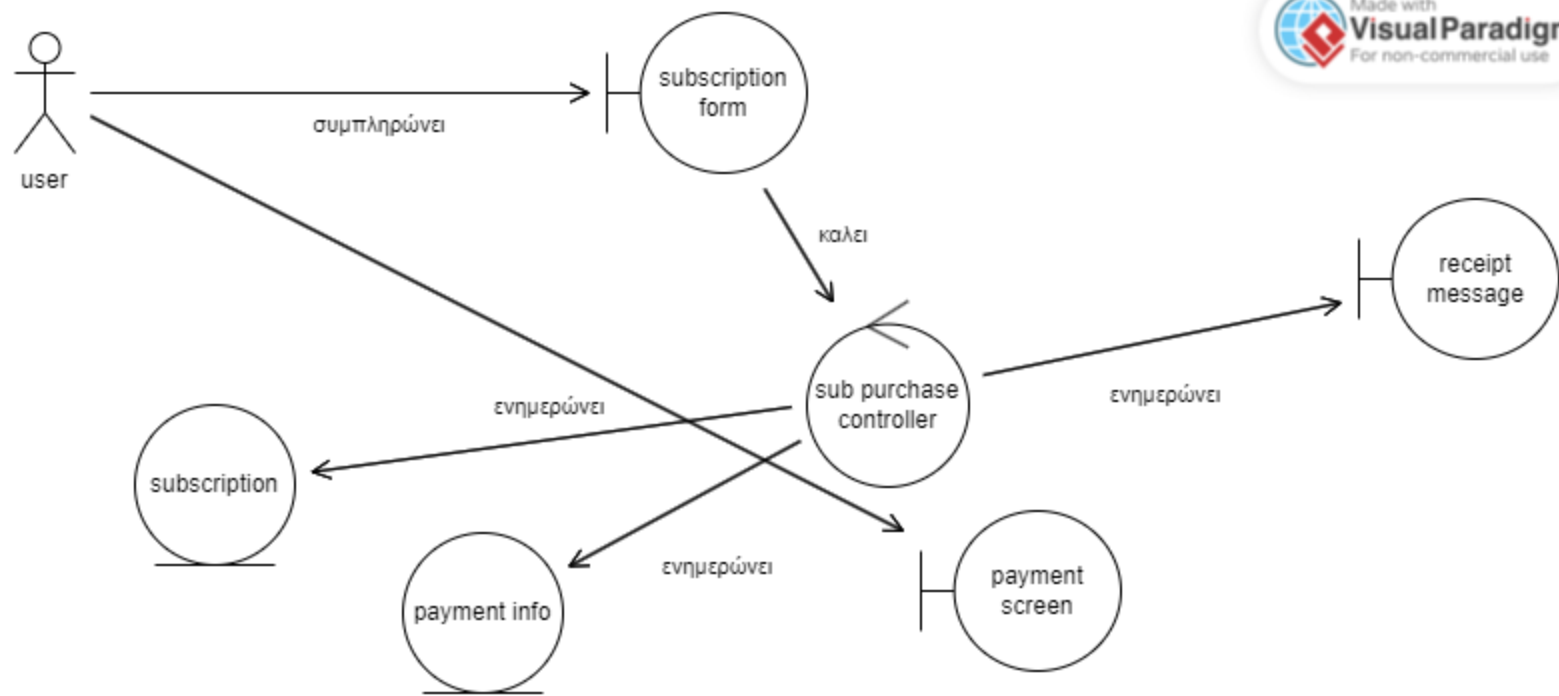 Made with
Visual Paradigm
For non-commercial use
subscription
form
συμπληρώνει
user
καλει
receipt
message
sub purchase
controller
ενημερώνει
ενημερώνει
subscription
ενημερώνει
payment
screen
payment info